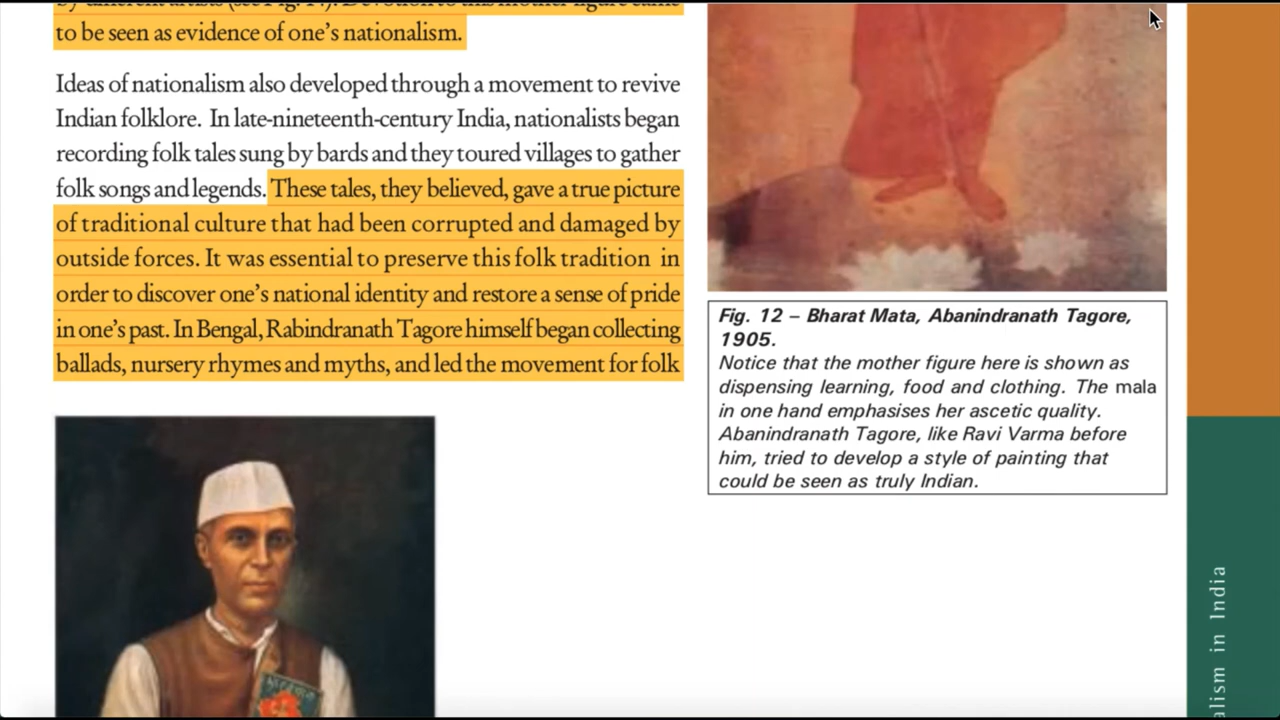 to be seen as evidence of one's nationalism.
Ideas of nationalism also developed through a movement to revive
Indian folklore. In late-nineteenth-century India, nationalists began
recording folk tales sung by bards and they toured villages to gather
folk songs and legends. These tales, they believed, gave a true picture
of traditional culture that had been corrupted and damaged by
outside forces. It was essential to preserve this folk tradition in
order to discover one's national identity and restore a sense of pride
in one's past. In Bengal, Rabindranath Tagore himself began collecting
ballads, nursery rhymes and myths, and led the movement for folk
Fig. 12 – Bharat Mata, Abanindranath Tagore,
1905.
Notice that the mother figure here is shown as
dispensing learning, food and clothing. The mala
in one hand emphasises her ascetic quality.
Abanindranath Tagore, like Ravi Varma before
him, tried to develop a style of painting that
could be seen as truly Indian.
alism in India